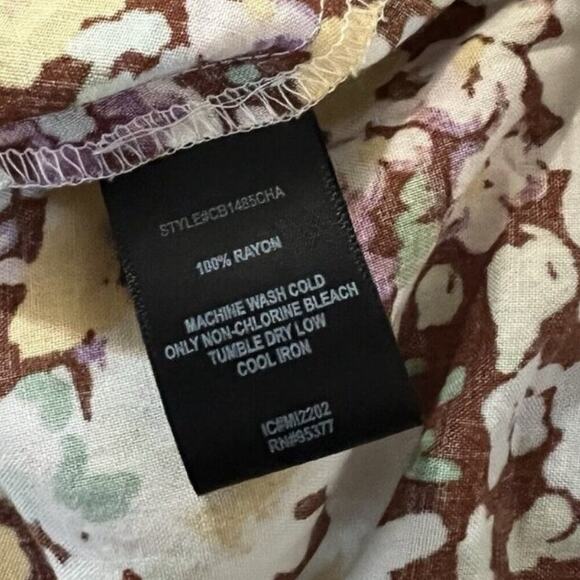 STYLE#CB1485CHA
100% RAYON
MACHINE WASH COLD
ONLY NON-CHLORINE BLEACH
TUMBLE DRY LOW
COOL IRON
IC#MI2202
RN#95377